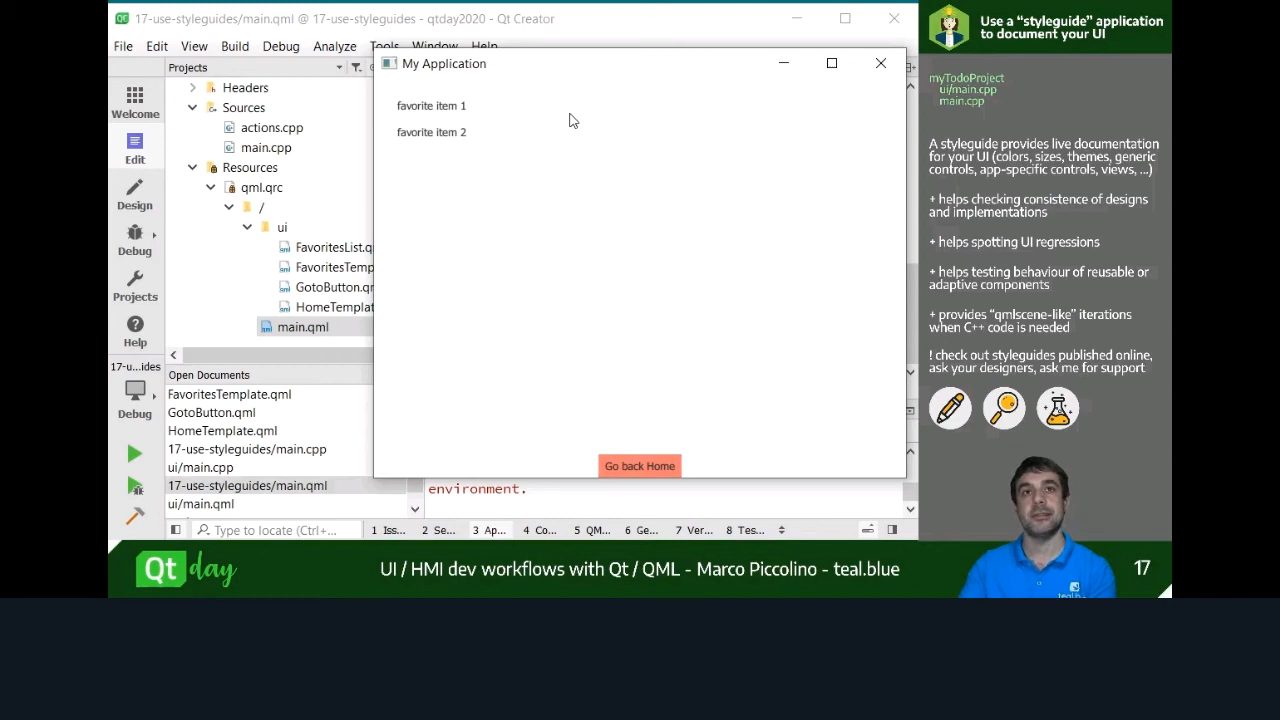 17-use-styleguides/main.qml @ 17-use-styleguides - qtday2020 - Qt Creator
File Edit View Build Debug Analyze Tools Window Help
Projects
Welcome
Edit
Design
Debug
Projects
Help
17-u...ides
Debug
Headers
Sources
actions.cpp
main.cpp
Resources
qml.qrc
/
ui
FavoritesList.q
FavoritesTemp
GotoButton.qr
HomeTemplat
main.qml
Open Documents
FavoritesTemplate.qml
GotoButton.qml
HomeTemplate.qml
17-use-styleguides/main.cpp
ui/main.cpp
17-use-styleguides/main.qml
ui/main.qml
My Application
favorite item 1
favorite item 2
Go back Home
environment.
Type to locate (Ctrl+...
1 Iss... 2 Se... 3 Ap... 4 Co... 5 QM... 6 Ge... 7 Ver... 8 Tes...
Use a “styleguide” application
to document your UI
myTodoProject
ui/main.cpp
main.cpp
A styleguide provides live documentation
for your UI (colors, sizes, themes, generic
controls, app-specific controls, views, ...)
+ helps checking consistence of designs
and implementations
+ helps spotting UI regressions
+ helps testing behaviour of reusable or
adaptive components
+ provides “qmlscene-like” iterations
when C++ code is needed
! check out styleguides published online,
ask your designers, ask me for support
Qt day
UI / HMI dev workflows with Qt / QML - Marco Piccolino - teal.blue
17